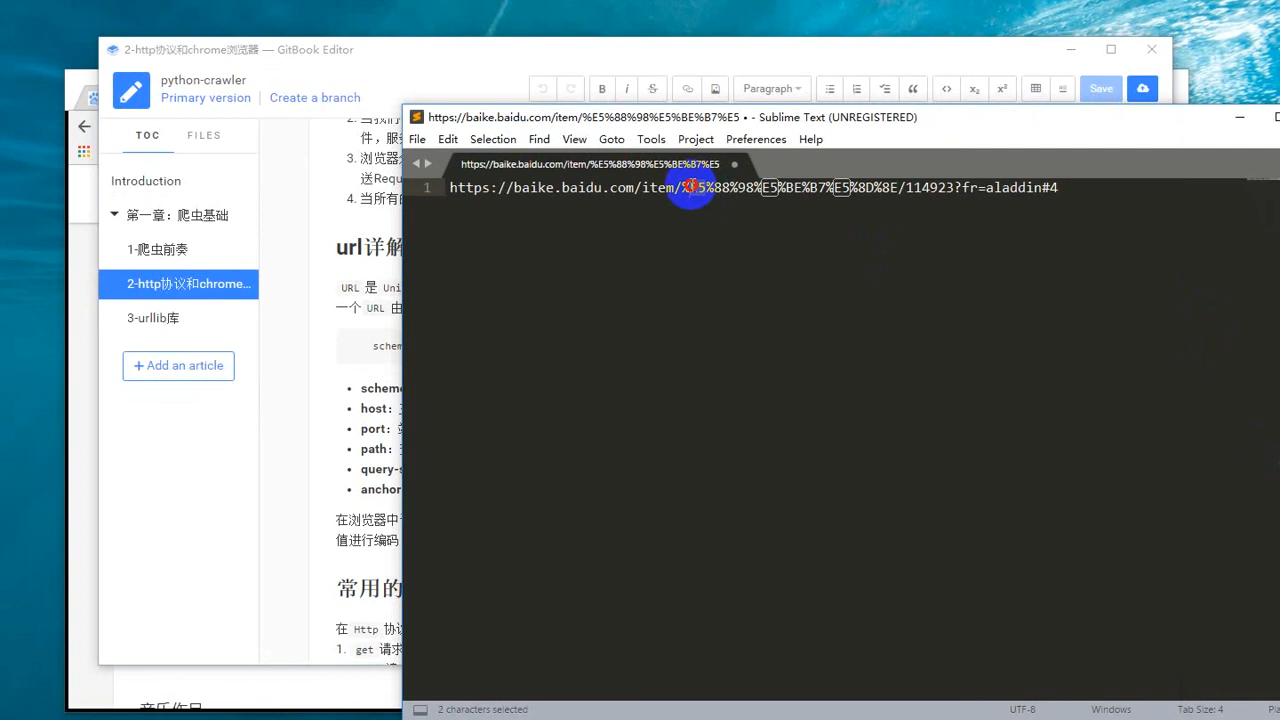 2-http协议和chrome浏览器 — GitBook Editor
python-crawler
Primary version
Create a branch
B
i
Paragraph
Save
TOC
FILES
Introduction
第一章：爬虫基础
1-爬虫前奏
2-http协议和chrome...
3-urllib库
+ Add an article
件，服
3. 浏览器
送Requ
4. 当所有的
url详解
URL 是 Uni
一个 URL 由
schem
scheme
host：
port：
path：
query-s
anchor
在浏览器中
值进行编码
常用的
在 Http 协议
1. get 请求
音乐作品
https://baike.baidu.com/item/%E5%88%98%E5%BE%B7%E5 • - Sublime Text (UNREGISTERED)
File Edit Selection Find View Goto Tools Project Preferences Help
https://baike.baidu.com/item/%E5%88%98%E5%BE%B7%E5
1 https://baike.baidu.com/item/%E5%88%98%E5%BE%B7%E5%8D%8E/114923?fr=aladdin#4
2 characters selected
UTF-8
Windows
Tab Size: 4
Pla